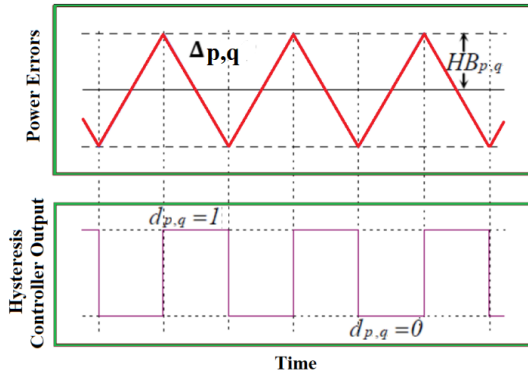 Power Errors
Δp,q
HBp,q
Hysteresis
Controller Output
dp,q=1
dp,q=0
Time